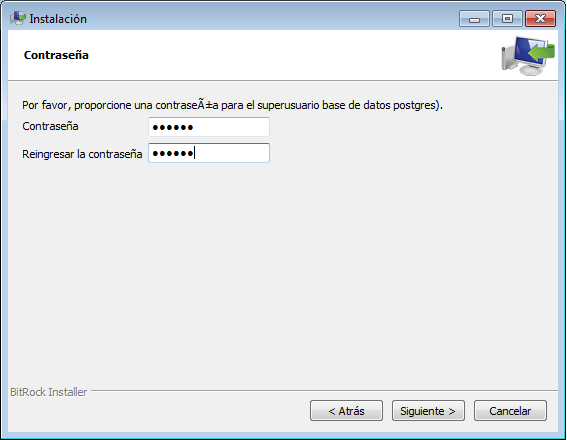 Instalación
Contraseña
Por favor, proporcione una contraseÃ±a para el superusuario base de datos postgres).
Contraseña ••••••
Reingresar la contraseña ••••••
BitRock Installer
< Atrás Siguiente > Cancelar